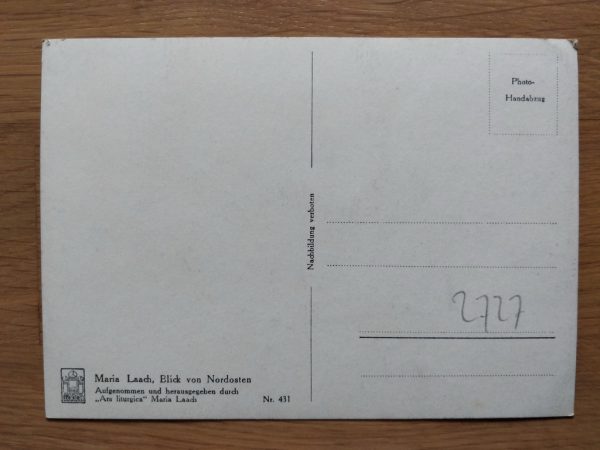 Photo-
Handabzug
Nachbildung verboten
2727
Maria Laach, Blick von Nordosten
Aufgenommen und herausgegeben durch
„Ars liturgica“ Maria Laach Nr. 431